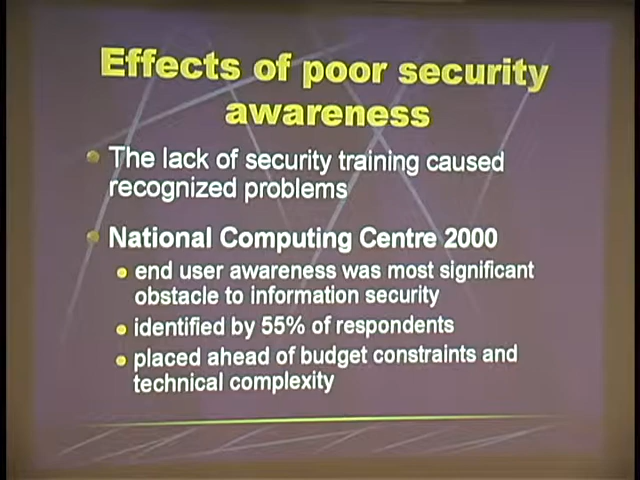 Effects of poor security
awareness
The lack of security training caused
recognized problems
National Computing Centre 2000
end user awareness was most significant
obstacle to information security
identified by 55% of respondents
placed ahead of budget constraints and
technical complexity